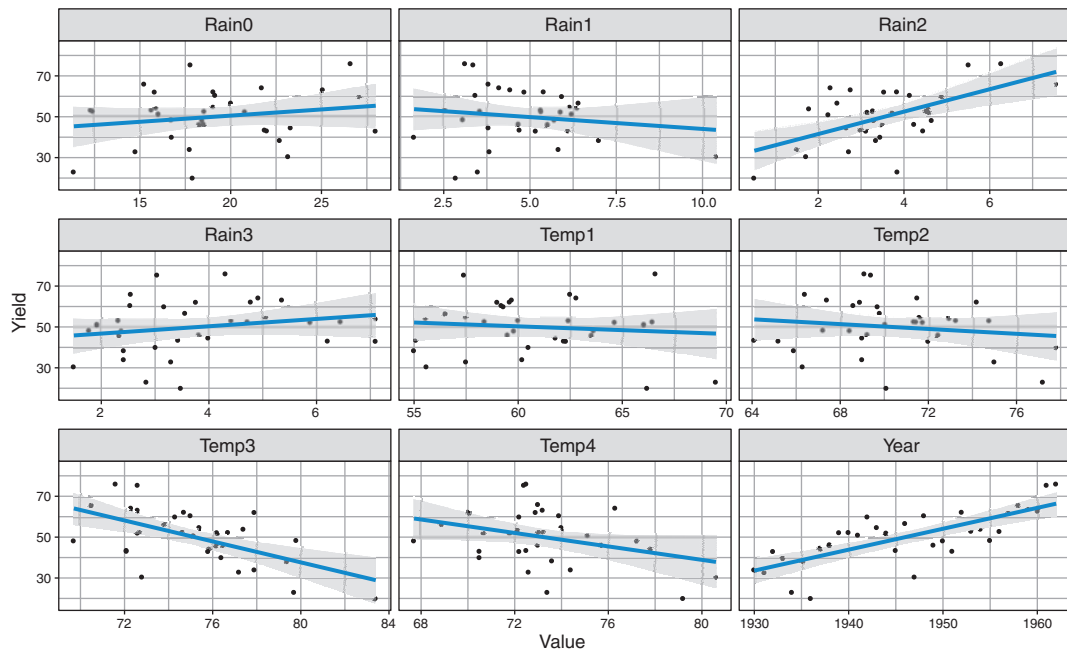 Rain0 Rain1 Rain2
70
50
30
15 20 25 2.5 5.0 7.5 10.0 2 4 6
Rain3 Temp1 Temp2
70
50
30
2 4 6 55 60 65 70 64 68 72 76
Yield
Temp3 Temp4 Year
70
50
30
72 76 80 84 68 72 76 80 1930 1940 1950 1960
Value